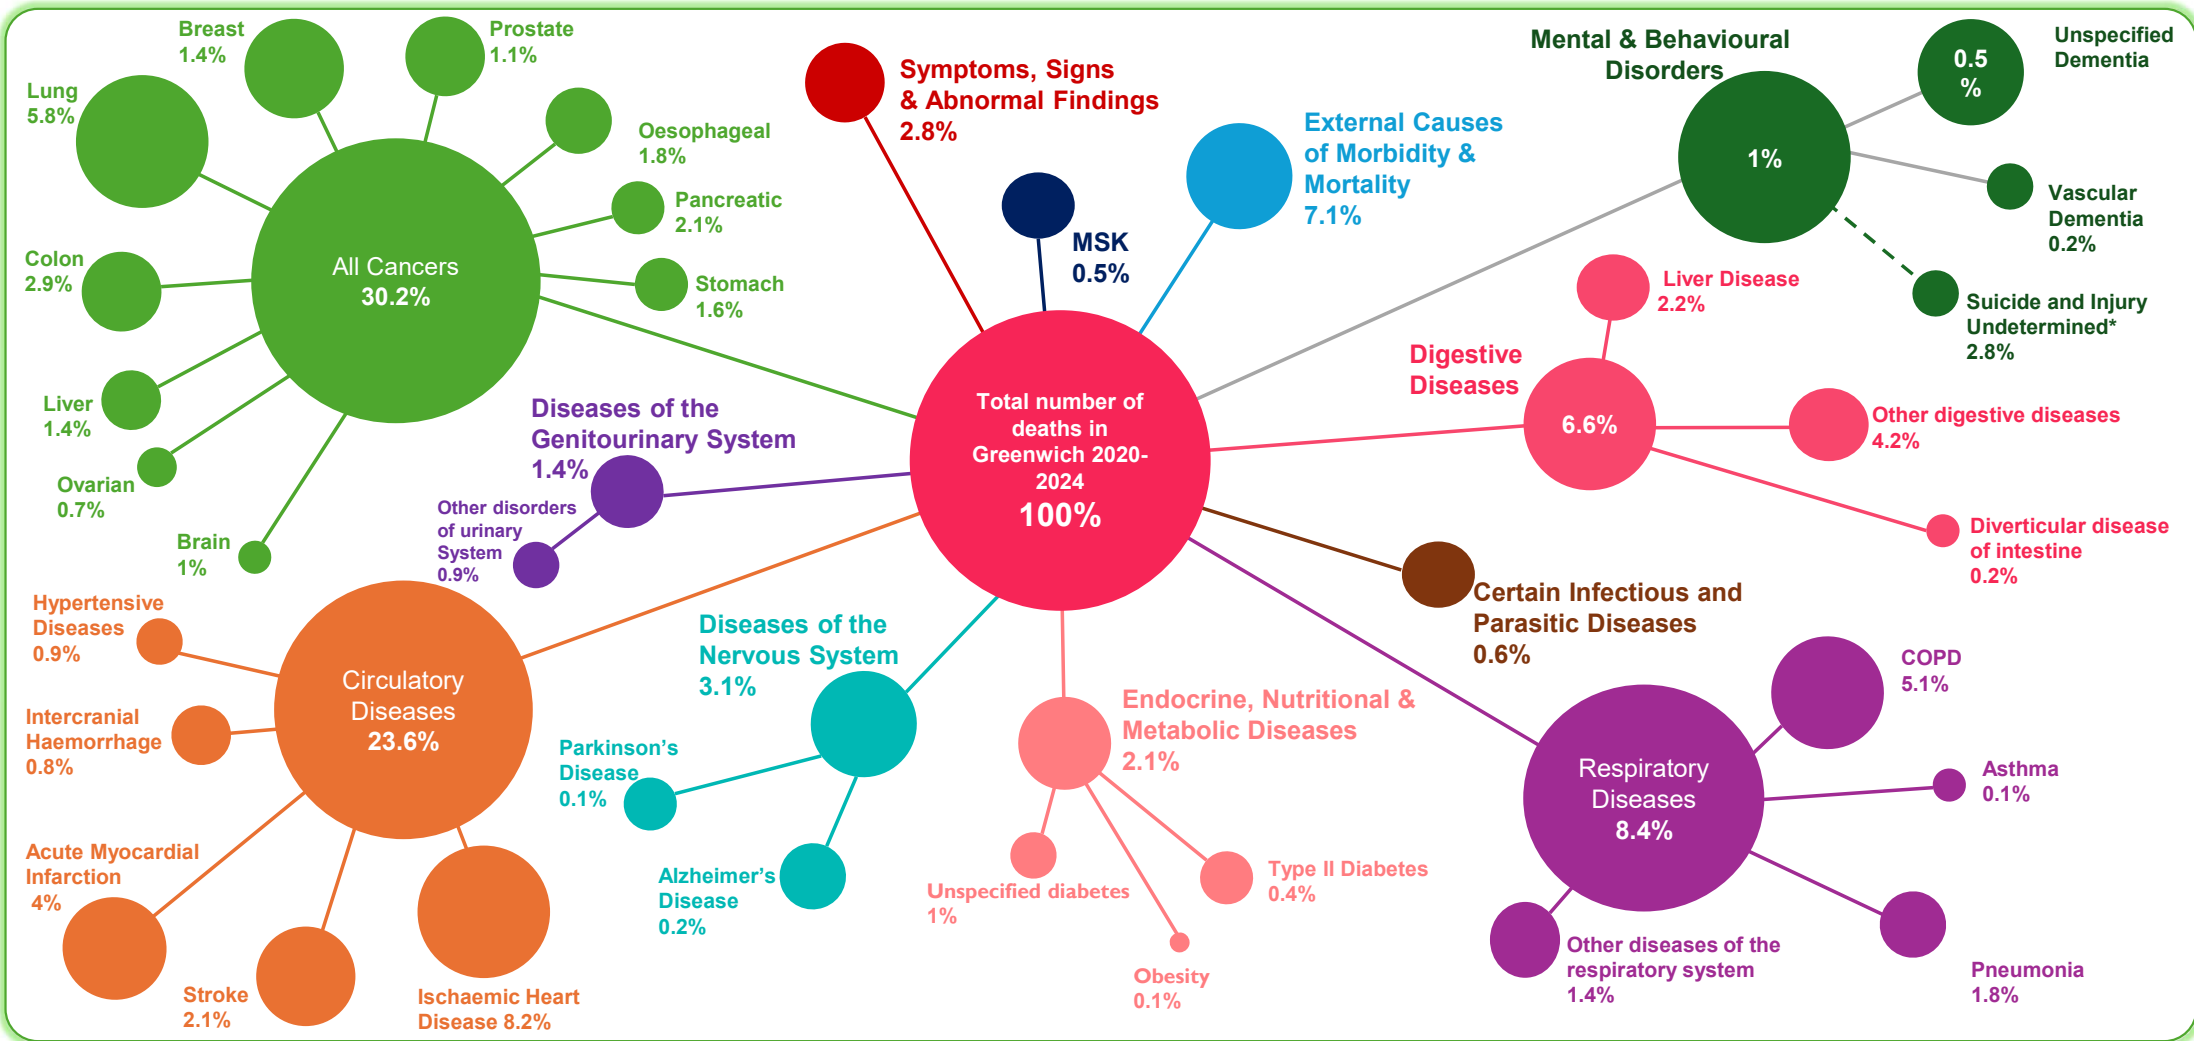 Breast
1.4%
Prostate
1.1%
Lung
5.8%
Oesophageal
1.8%
Pancreatic
2.1%
Colon
2.9%
All Cancers
30.2%
Stomach
1.6%
Liver
1.4%
Ovarian
0.7%
Brain
1%
Symptoms, Signs
& Abnormal Findings
2.8%
MSK
0.5%
External Causes
of Morbidity &
Mortality
7.1%
Mental & Behavioural
Disorders
1%
0.5
%
Unspecified
Dementia
Vascular
Dementia
0.2%
Suicide and Injury
Undetermined*
2.8%
Liver Disease
2.2%
Digestive
Diseases
6.6%
Other digestive diseases
4.2%
Diverticular disease
of intestine
0.2%
Total number of
deaths in
Greenwich 2020-
2024
100%
Diseases of the
Genitourinary System
1.4%
Other disorders
of urinary
System
0.9%
Hypertensive
Diseases
0.9%
Intercranial
Haemorrhage
0.8%
Circulatory
Diseases
23.6%
Acute Myocardial
Infarction
4%
Stroke
2.1%
Ischaemic Heart
Disease 8.2%
Diseases of the
Nervous System
3.1%
Parkinson's
Disease
0.1%
Alzheimer's
Disease
0.2%
Endocrine, Nutritional &
Metabolic Diseases
2.1%
Unspecified diabetes
1%
Type II Diabetes
0.4%
Obesity
0.1%
Certain Infectious and
Parasitic Diseases
0.6%
Respiratory
Diseases
8.4%
COPD
5.1%
Asthma
0.1%
Other diseases of the
respiratory system
1.4%
Pneumonia
1.8%